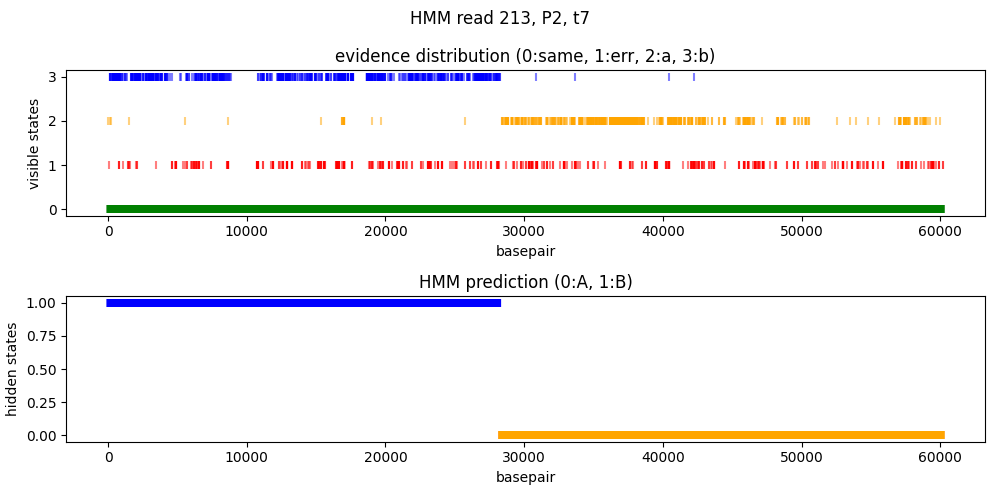 HMM read 213, P2, t7
evidence distribution (0:same, 1:err, 2:a, 3:b)
visible states
3
2
1
0
0 10000 20000 30000 40000 50000 60000
basepair
HMM prediction (0:A, 1:B)
hidden states
1.00
0.75
0.50
0.25
0.00
0 10000 20000 30000 40000 50000 60000
basepair